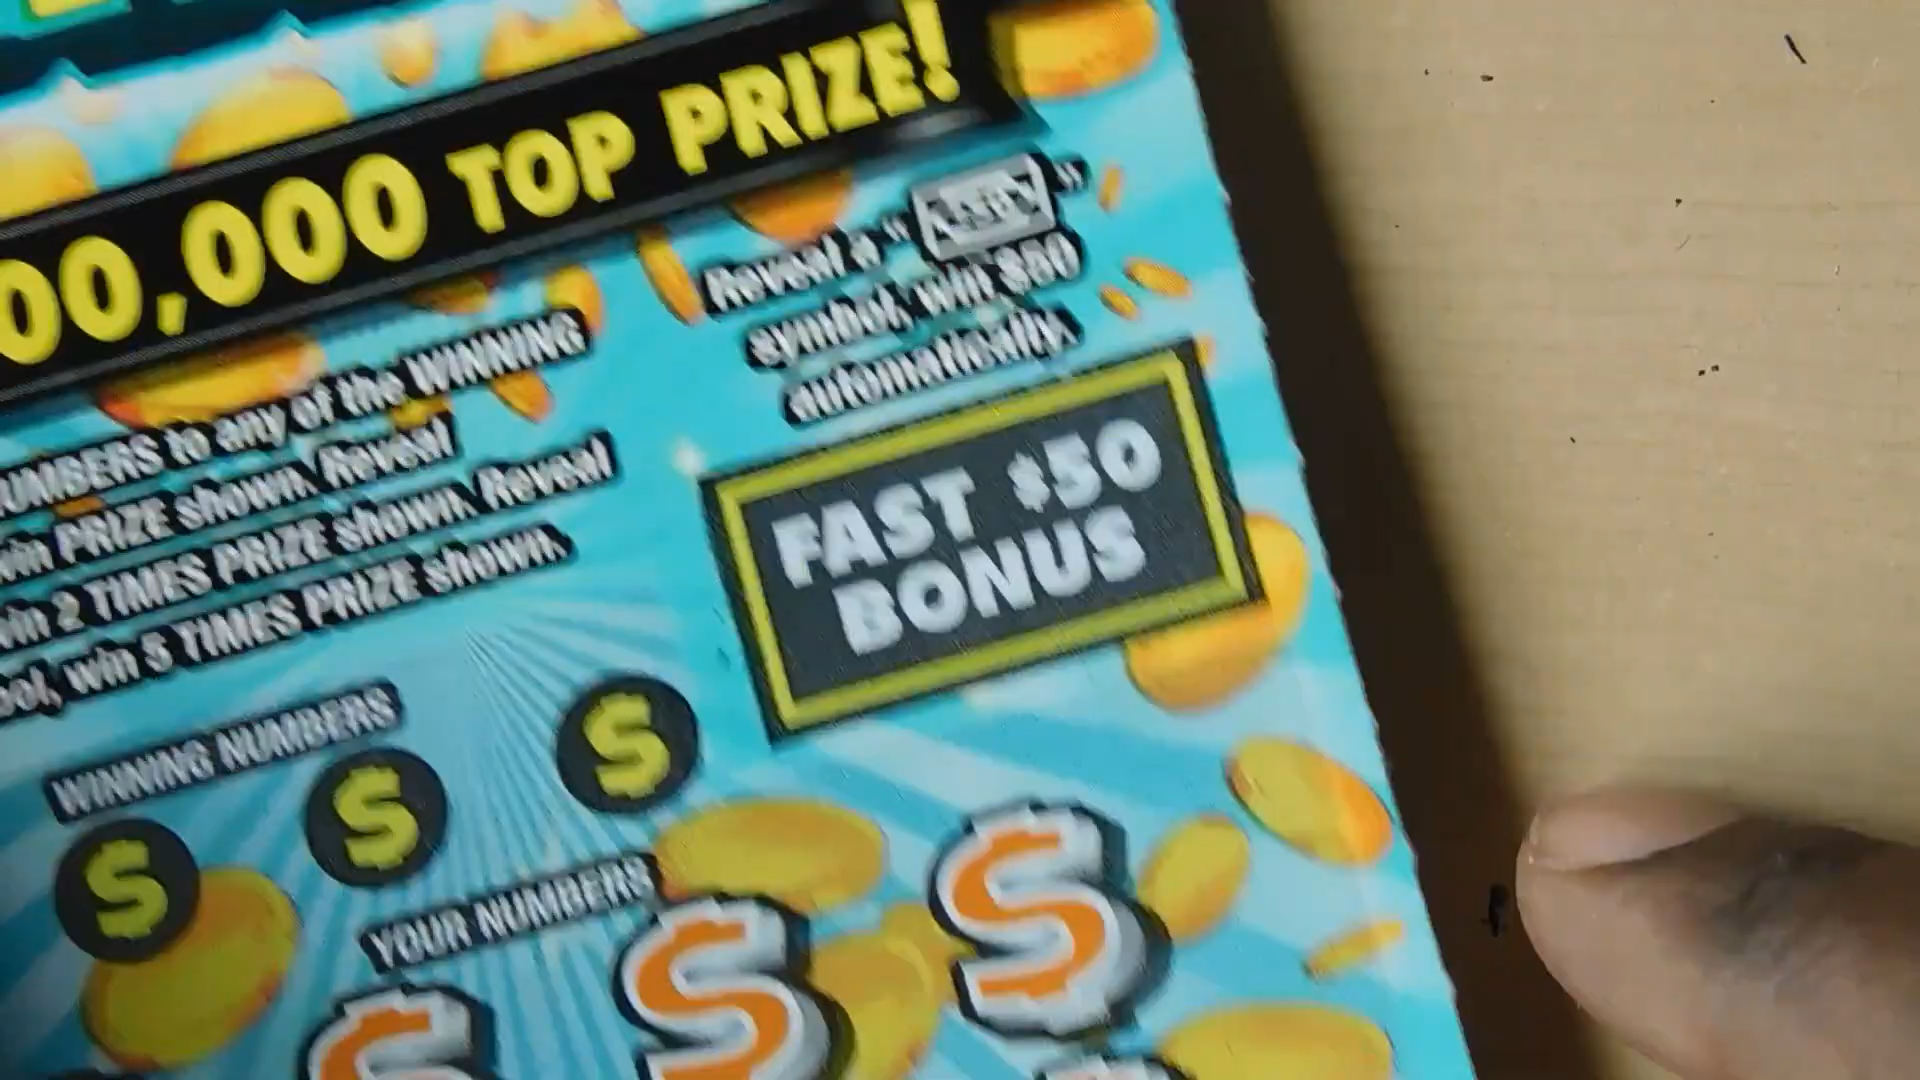 00,000 TOP PRIZE!
Reveal a " "
symbol, win $50
automatically.
FAST $50
BONUS
NUMBERS to any of the WINNING
win PRIZE shown. Reveal
win 2 TIMES PRIZE shown. Reveal
win 5 TIMES PRIZE shown.
WINNING NUMBERS
$ $ $
YOUR NUMBERS
$ $ $